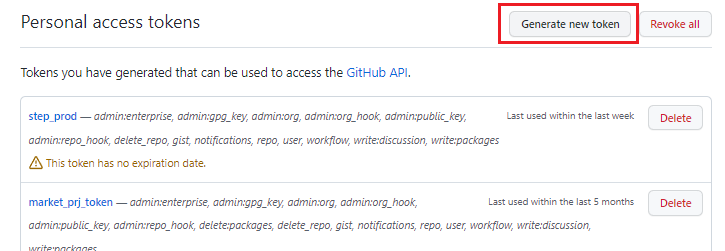 Personal access tokens
Generate new token
Revoke all
Tokens you have generated that can be used to access the GitHub API.
step_prod — admin:enterprise, admin:gpg_key, admin:org, admin:org_hook, admin:public_key,
Last used within the last week
Delete
admin:repo_hook, delete_repo, gist, notifications, repo, user, workflow, write:discussion, write:packages
This token has no expiration date.
market_prj_token — admin:enterprise, admin:gpg_key, admin:org, admin:org_hook,
Last used within the last 5 months
Delete
admin:public_key, admin:repo_hook, delete:packages, delete_repo, gist, notifications, repo, user, workflow, write:discussion,
write:packages